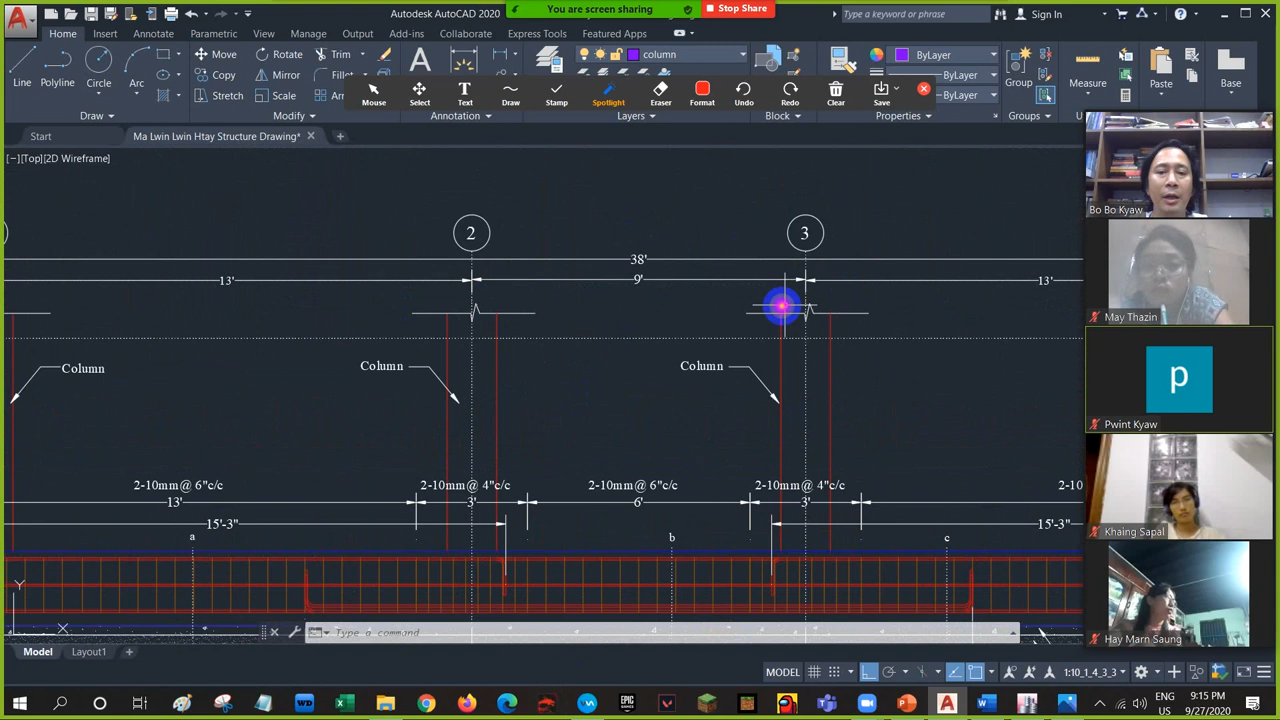 Autodesk AutoCAD 2020
You are screen sharing
Stop Share
Type a keyword or phrase
Sign In
Home
Insert
Annotate
Parametric
View
Manage
Output
Add-ins
Collaborate
Express Tools
Featured Apps
Line
Polyline
Circle
Arc
Move
Rotate
Trim
Copy
Mirror
Stretch
Scale
column
ByLayer
ByLayer
ByLayer
Group
Measure
Paste
Base
Mouse
Select
Text
Draw
Stamp
Spotlight
Eraser
Format
Undo
Redo
Clear
Save
Draw
Modify
Annotation
Layers
Block
Properties
Groups
Start
Ma Lwin Lwin Htay Structure Drawing*
[−][Top][2D Wireframe]
2
3
38'
13'
9'
13'
Column
Column
Column
2-10mm@ 6"c/c
2-10mm@ 4"c/c
2-10mm@ 6"c/c
2-10mm@ 4"c/c
2-10
13'
3'
6'
3'
15'-3"
15'-3"
a
b
c
Y
X
Type a command
Model
Layout1
MODEL
1:10_1_4_3_3
Bo Bo Kyaw
May Thazin
p
Pwint Kyaw
Khaing Sapal
Hay Marn Saung
ENG
US
9:15 PM
9/27/2020